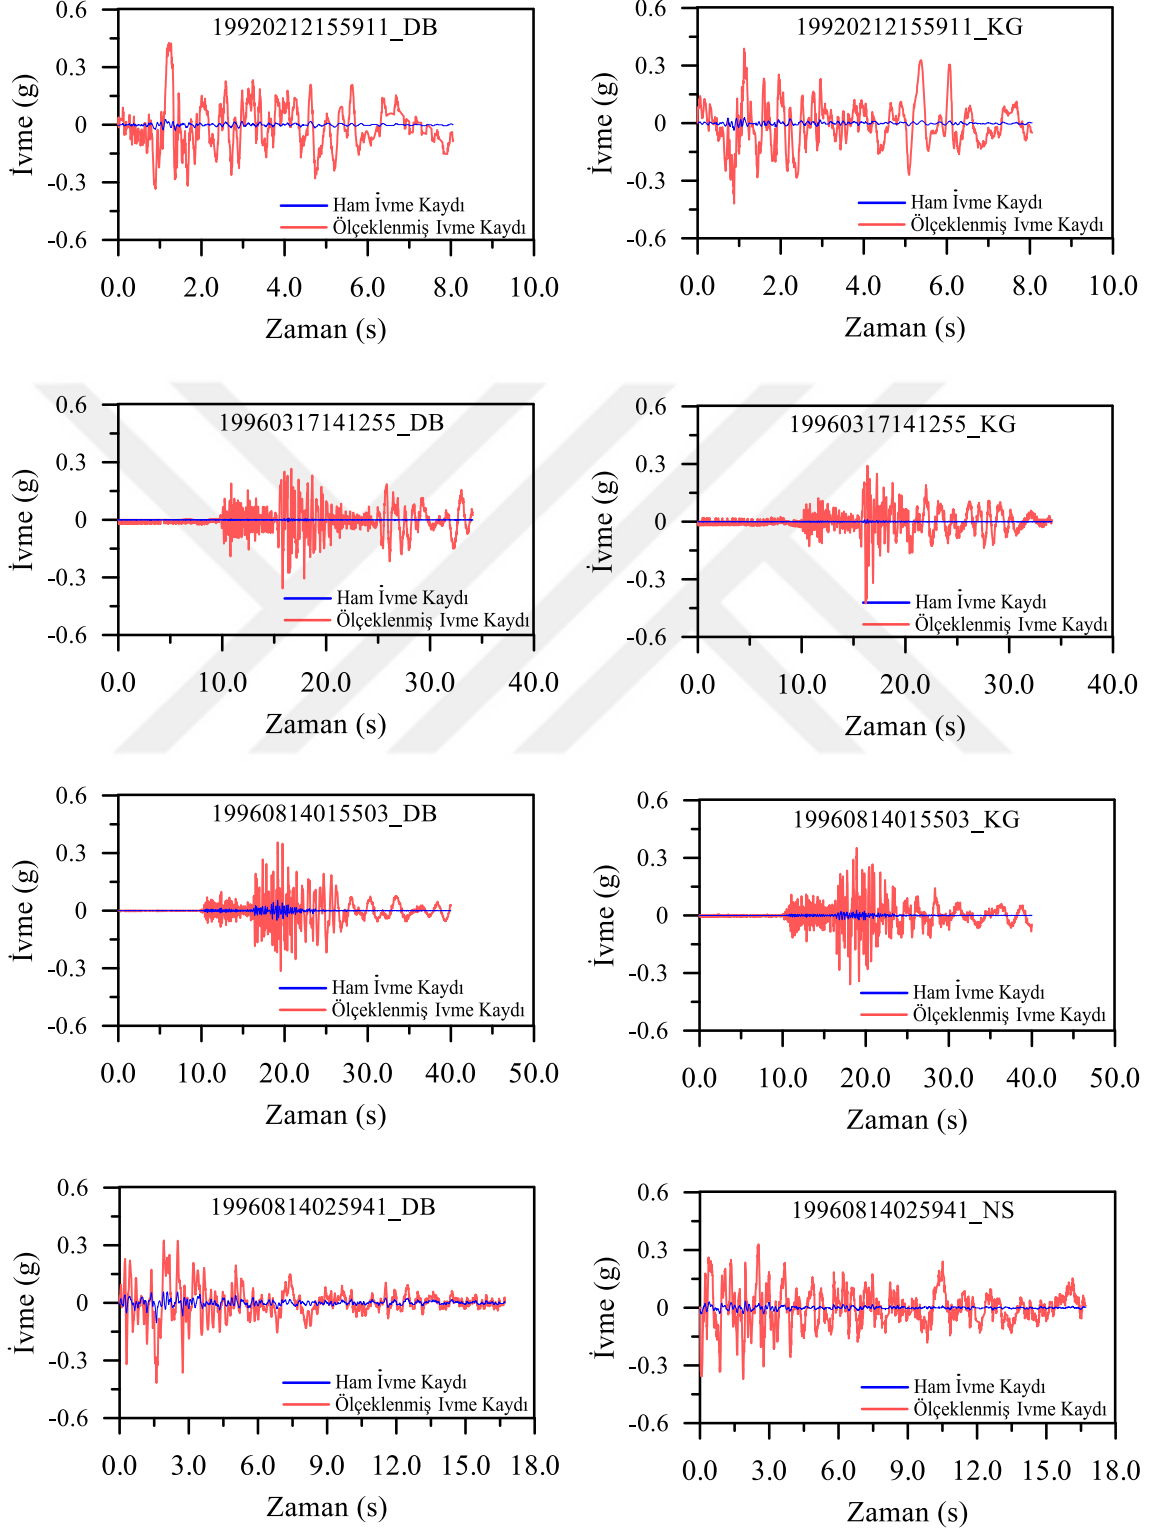 19920212155911_DB
İvme (g)
0.6
0.3
0
-0.3
-0.6
Ham İvme Kaydı
Ölçeklenmiş Ivme Kaydı
0.0 2.0 4.0 6.0 8.0 10.0
Zaman (s)
19920212155911_KG
İvme (g)
0.6
0.3
0
-0.3
-0.6
Ham İvme Kaydı
Ölçeklenmiş Ivme Kaydı
0.0 2.0 4.0 6.0 8.0 10.0
Zaman (s)
19960317141255_DB
İvme (g)
0.6
0.3
0
-0.3
-0.6
Ham İvme Kaydı
Ölçeklenmiş Ivme Kaydı
0.0 10.0 20.0 30.0 40.0
Zaman (s)
19960317141255_KG
İvme (g)
0.6
0.3
0
-0.3
-0.6
Ham İvme Kaydı
Ölçeklenmiş Ivme Kaydı
0.0 10.0 20.0 30.0 40.0
Zaman (s)
19960814015503_DB
İvme (g)
0.6
0.3
0
-0.3
-0.6
Ham İvme Kaydı
Ölçeklenmiş Ivme Kaydı
0.0 10.0 20.0 30.0 40.0 50.0
Zaman (s)
19960814015503_KG
İvme (g)
0.6
0.3
0
-0.3
-0.6
Ham İvme Kaydı
Ölçeklenmiş Ivme Kaydı
0.0 10.0 20.0 30.0 40.0 50.0
Zaman (s)
19960814025941_DB
İvme (g)
0.6
0.3
0
-0.3
-0.6
Ham İvme Kaydı
Ölçeklenmiş Ivme Kaydı
0.0 3.0 6.0 9.0 12.0 15.0 18.0
Zaman (s)
19960814025941_NS
İvme (g)
0.6
0.3
0
-0.3
-0.6
Ham İvme Kaydı
Ölçeklenmiş Ivme Kaydı
0.0 3.0 6.0 9.0 12.0 15.0 18.0
Zaman (s)